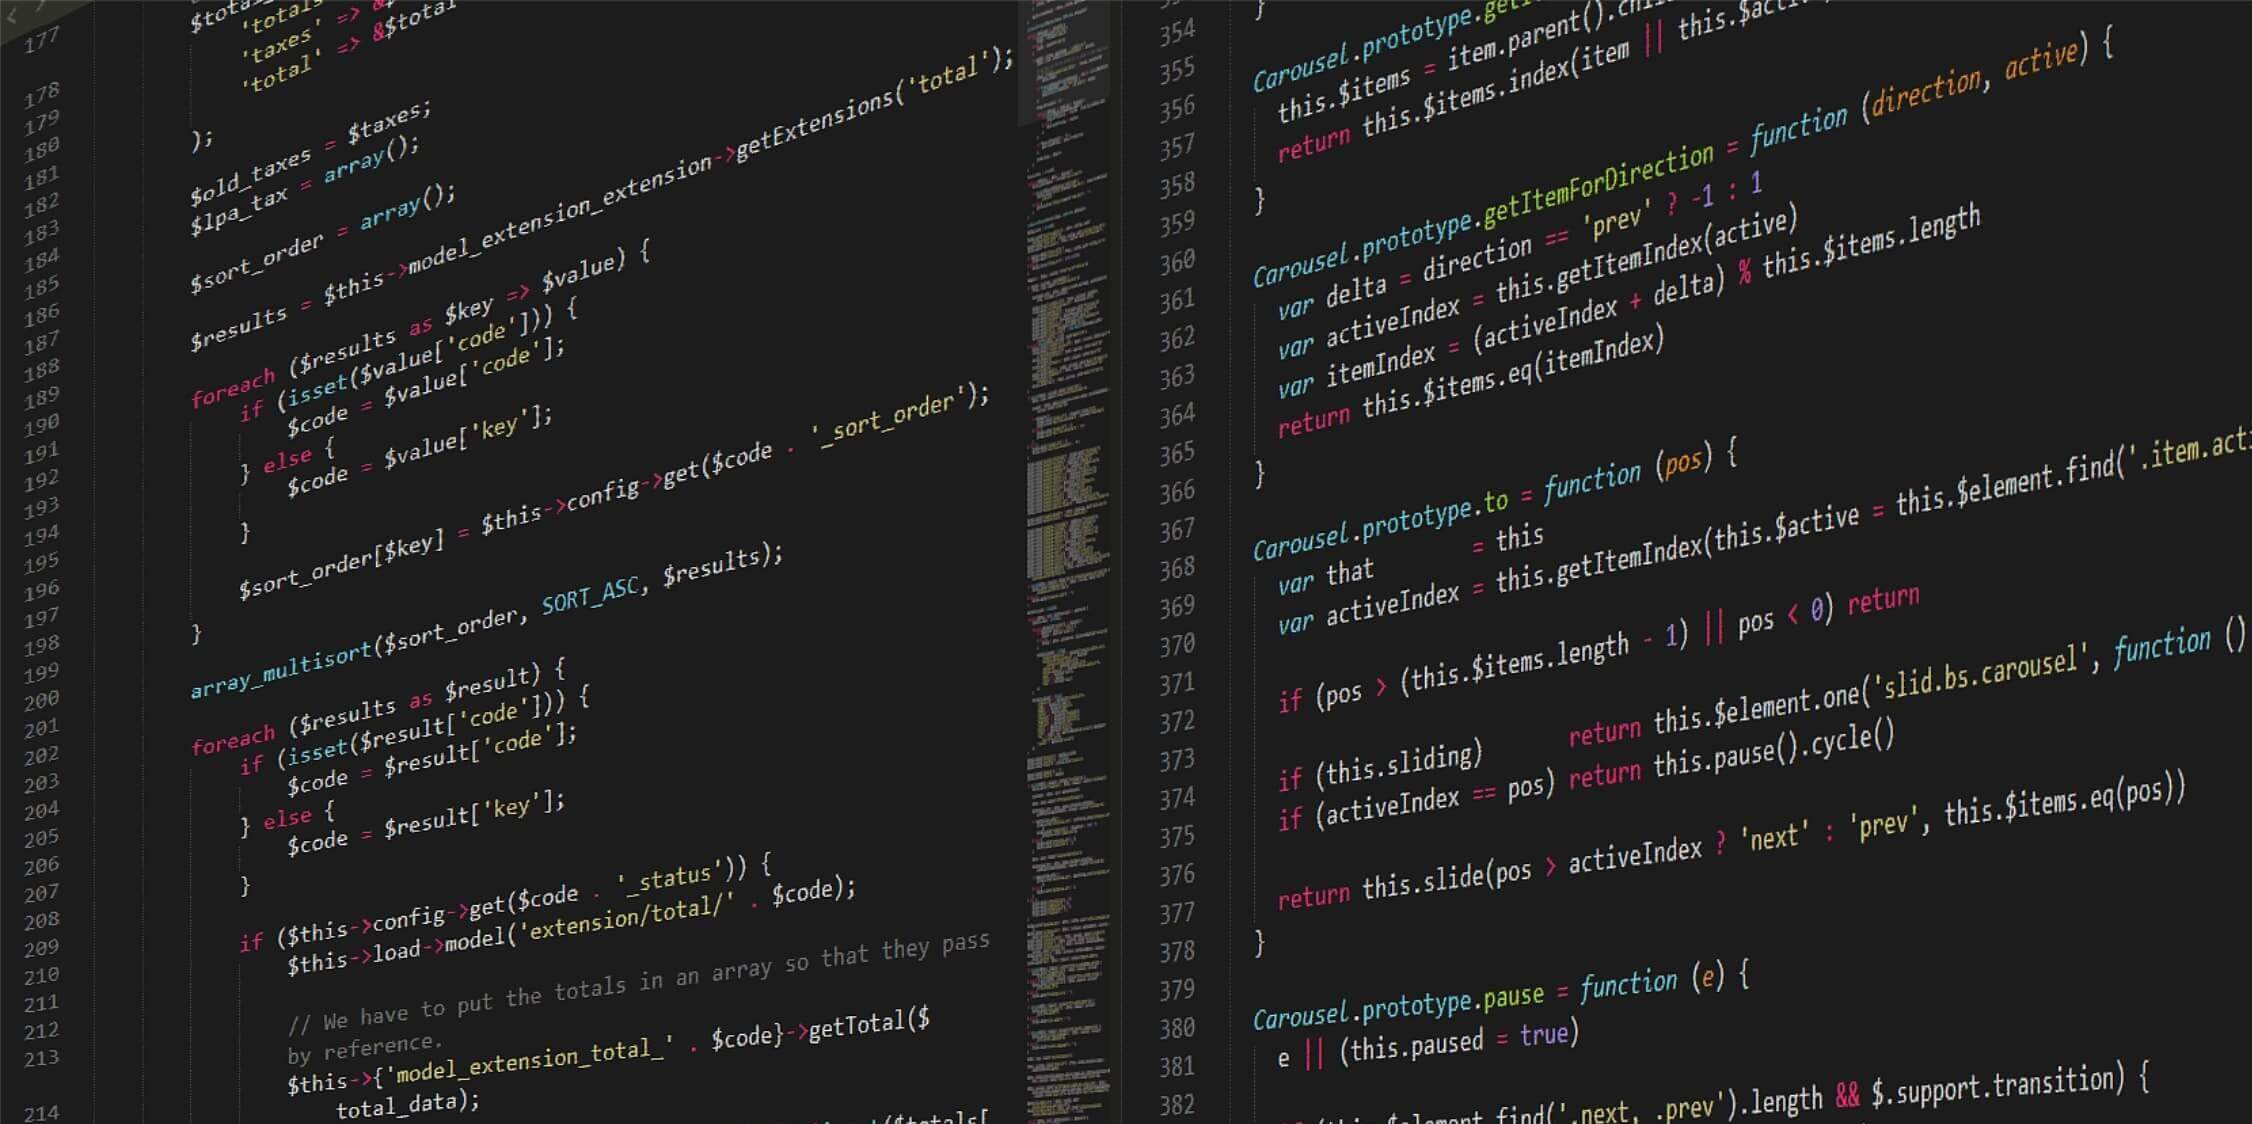 177
178
179
180
181
182
183
184
185
186
187
188
189
190
191
192
193
194
195
196
197
198
199
200
201
202
203
204
205
206
207
208
209
210
211
212
213
214
'totals'
'taxes' => &
'total' => &$total
);
$old_taxes = $taxes;
$lpa_tax = array();
$sort_order = array();
$results = $this->model_extension_extension->getExtensions('total');
foreach ($results as $key => $value) {
if (isset($value['code'])) {
$code = $value['code'];
} else {
$code = $value['key'];
}
$sort_order[$key] = $this->config->get($code . '_sort_order');
}
array_multisort($sort_order, SORT_ASC, $results);
foreach ($results as $result) {
if (isset($result['code'])) {
$code = $result['code'];
} else {
$code = $result['key'];
}
if ($this->config->get($code . '_status')) {
$this->load->model('extension/total/' . $code);
// We have to put the totals in an array so that they pass
by reference.
$this->{'model_extension_total_' . $code}->getTotal($
total_data);
354
355
356
357
358
359
360
361
362
363
364
365
366
367
368
369
370
371
372
373
374
375
376
377
378
379
380
381
382
}
Carousel.prototype.
this.$items = item.parent().
return this.$items.index(item || this.
}
Carousel.prototype.getItemForDirection = function (direction, active) {
var delta = direction == 'prev' ? -1 : 1
var activeIndex = this.getItemIndex(active)
var itemIndex = (activeIndex + delta) % this.$items.length
return this.$items.eq(itemIndex)
}
Carousel.prototype.to = function (pos) {
var that = this
var activeIndex = this.getItemIndex(this.$active = this.$element.find('.item.acti
if (pos > (this.$items.length - 1) || pos < 0) return
if (this.sliding) return this.$element.one('slid.bs.carousel', function ()
if (activeIndex == pos) return this.pause().cycle()
return this.slide(pos > activeIndex ? 'next' : 'prev', this.$items.eq(pos))
}
Carousel.prototype.pause = function (e) {
e || (this.paused = true)
.$element.find('.next, .prev').length && $.support.transition) {